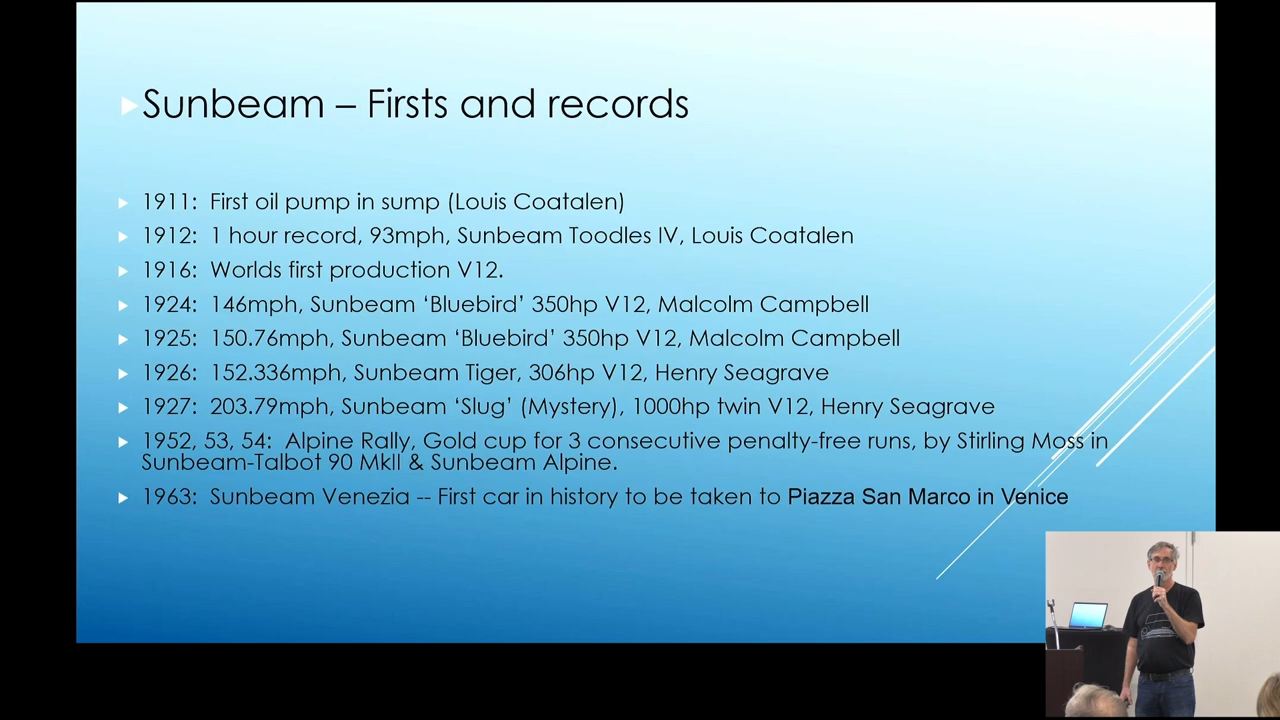 Sunbeam – Firsts and records
1911: First oil pump in sump (Louis Coatalen)
1912: 1 hour record, 93mph, Sunbeam Toodles IV, Louis Coatalen
1916: Worlds first production V12.
1924: 146mph, Sunbeam ‘Bluebird’ 350hp V12, Malcolm Campbell
1925: 150.76mph, Sunbeam ‘Bluebird’ 350hp V12, Malcolm Campbell
1926: 152.336mph, Sunbeam Tiger, 306hp V12, Henry Seagrave
1927: 203.79mph, Sunbeam ‘Slug’ (Mystery), 1000hp twin V12, Henry Seagrave
1952, 53, 54: Alpine Rally, Gold cup for 3 consecutive penalty-free runs, by Stirling Moss in
Sunbeam-Talbot 90 MkII & Sunbeam Alpine.
1963: Sunbeam Venezia -- First car in history to be taken to Piazza San Marco in Venice